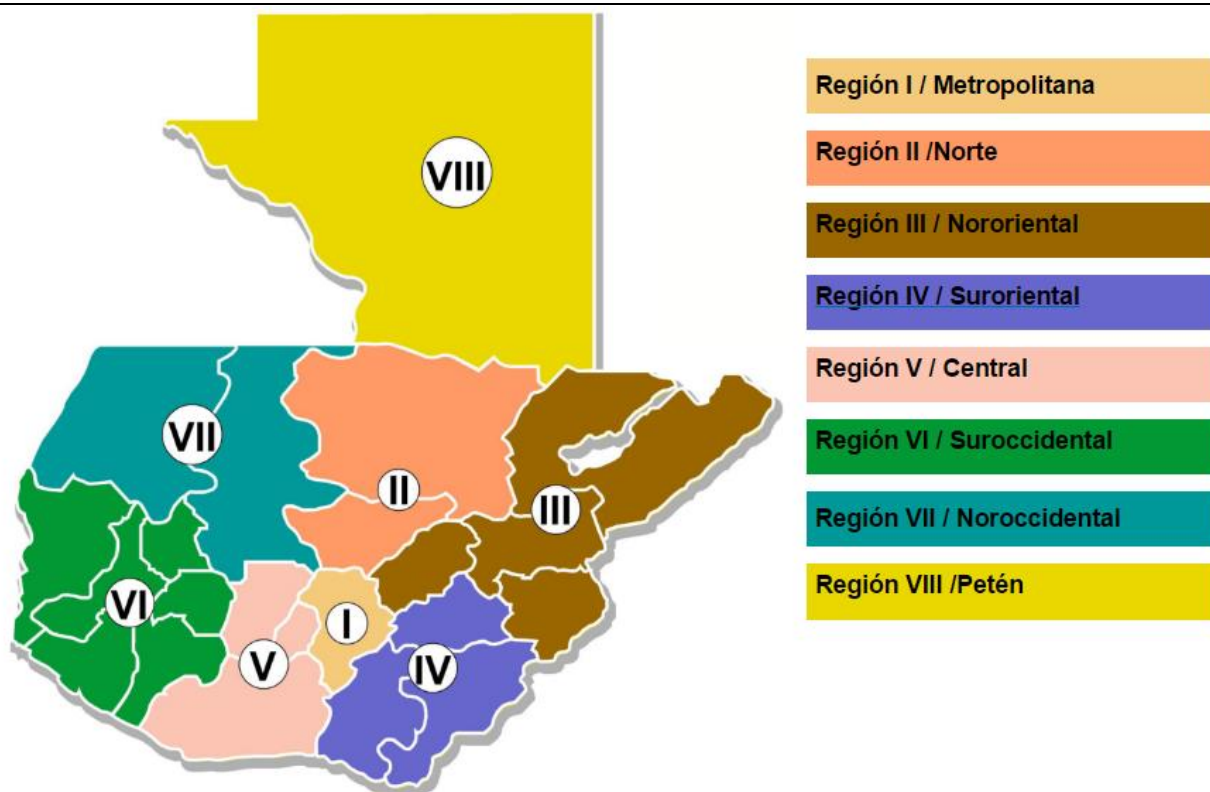 VIII
VII
II
III
VI
I
V
IV
Región I / Metropolitana
Región II /Norte
Región III / Nororiental
Región IV / Suroriental
Región V / Central
Región VI / Suroccidental
Región VII / Noroccidental
Región VIII /Petén